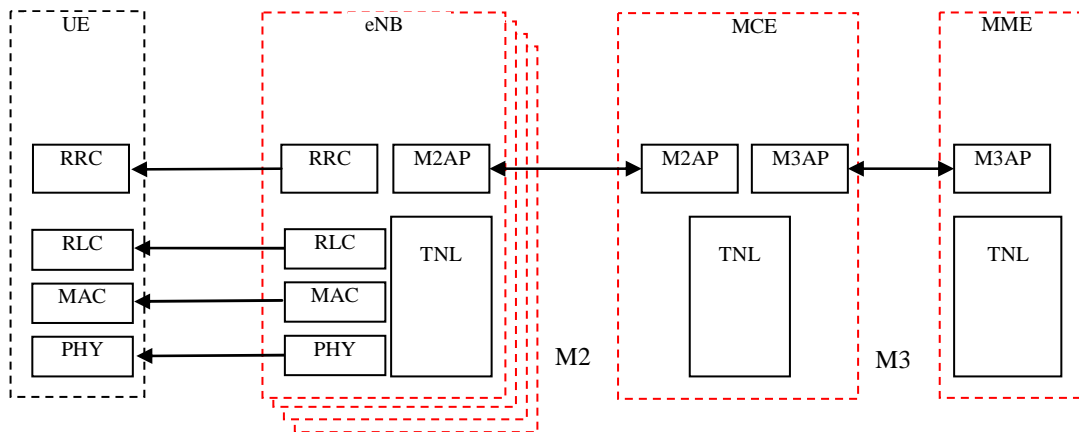 UE
eNB
MCE
MME
RRC
RRC
M2AP
M2AP
M3AP
M3AP
RLC
RLC
TNL
TNL
TNL
MAC
MAC
PHY
PHY
M2
M3